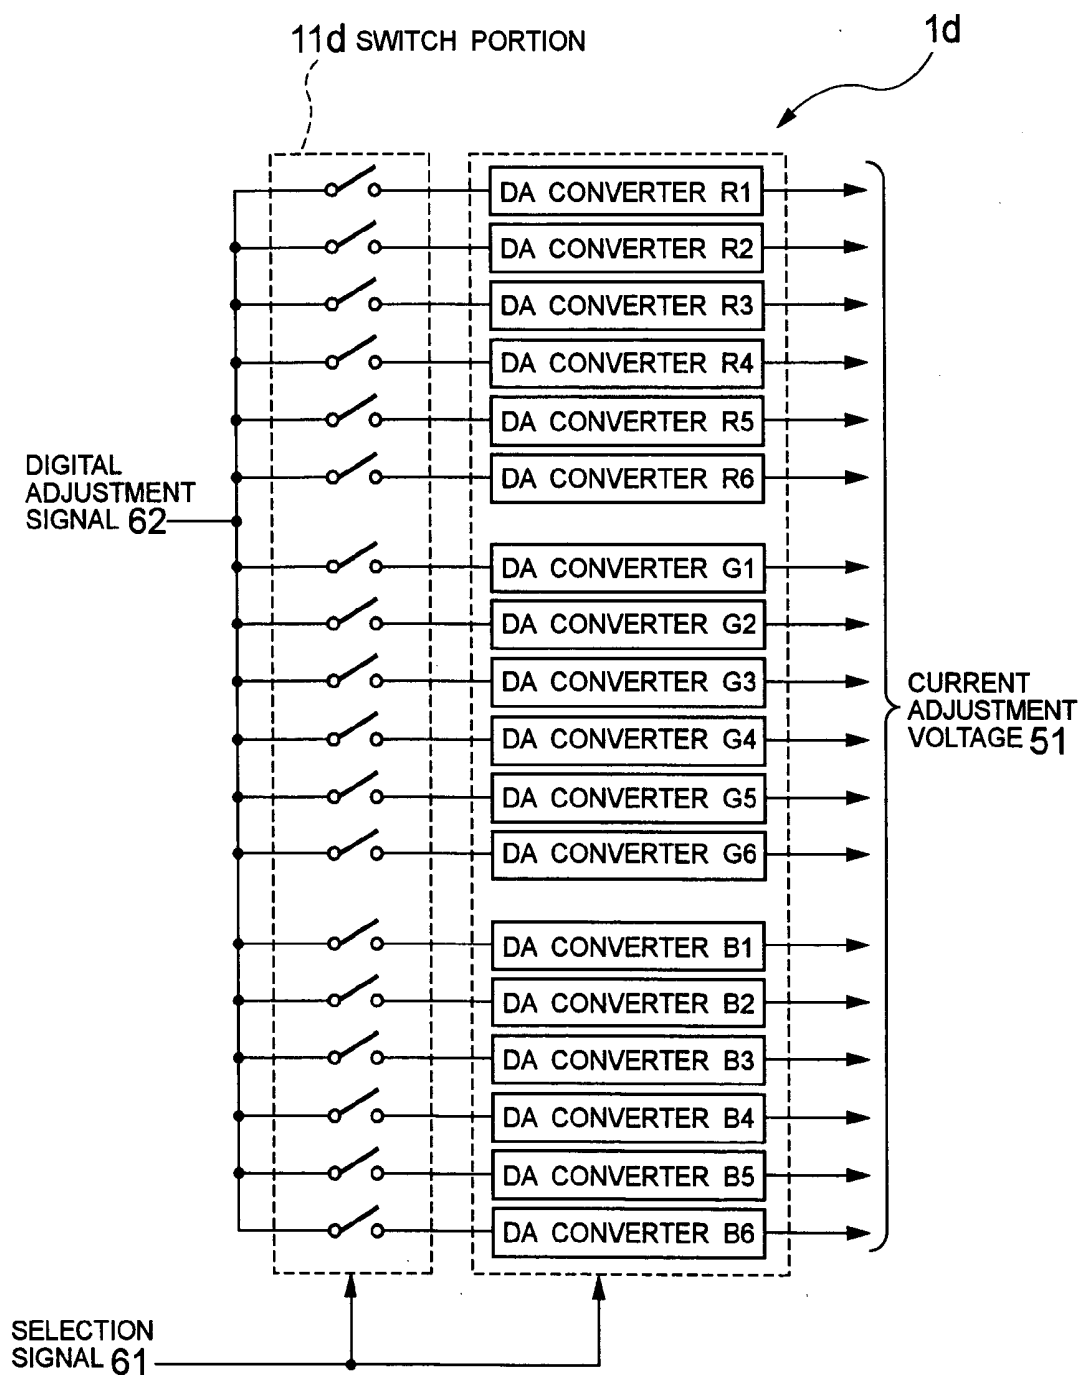 11d SWITCH PORTION
1d
DA CONVERTER R1
DA CONVERTER R2
DA CONVERTER R3
DA CONVERTER R4
DA CONVERTER R5
DA CONVERTER R6
DIGITAL
ADJUSTMENT
SIGNAL 62
DA CONVERTER G1
DA CONVERTER G2
DA CONVERTER G3
DA CONVERTER G4
DA CONVERTER G5
DA CONVERTER G6
CURRENT
ADJUSTMENT
VOLTAGE 51
DA CONVERTER B1
DA CONVERTER B2
DA CONVERTER B3
DA CONVERTER B4
DA CONVERTER B5
DA CONVERTER B6
SELECTION
SIGNAL 61